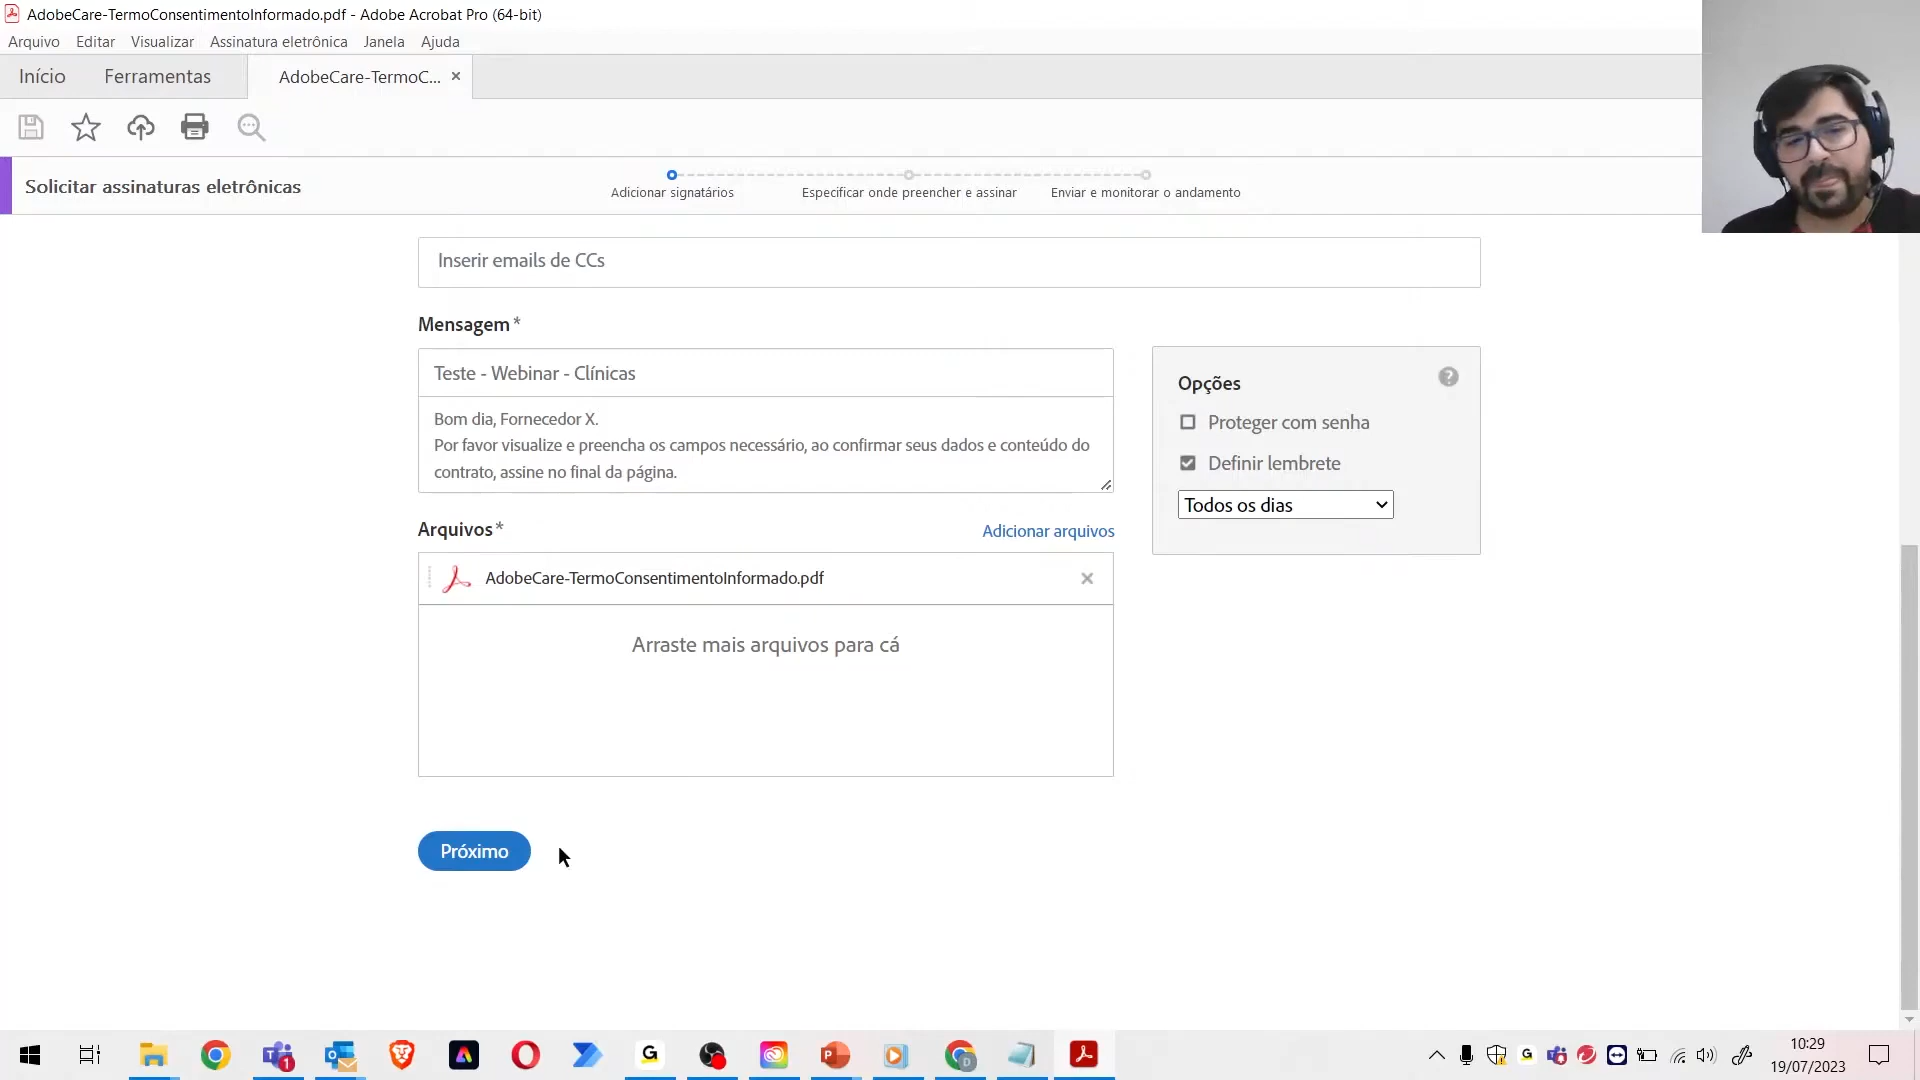 AdobeCare-TermoConsentimentoInformado.pdf - Adobe Acrobat Pro (64-bit)
Arquivo Editar Visualizar Assinatura eletrônica Janela Ajuda
Início Ferramentas AdobeCare-TermoC...
Solicitar assinaturas eletrônicas
Adicionar signatários Especificar onde preencher e assinar Enviar e monitorar o andamento
Inserir emails de CCs
Mensagem*
Teste - Webinar - Clínicas
Bom dia, Fornecedor X.
Por favor visualize e preencha os campos necessário, ao confirmar seus dados e conteúdo do
contrato, assine no final da página.
Opções
Proteger com senha
Definir lembrete
Todos os dias
Arquivos*
Adicionar arquivos
AdobeCare-TermoConsentimentoInformado.pdf
Arraste mais arquivos para cá
Próximo
10:29
19/07/2023